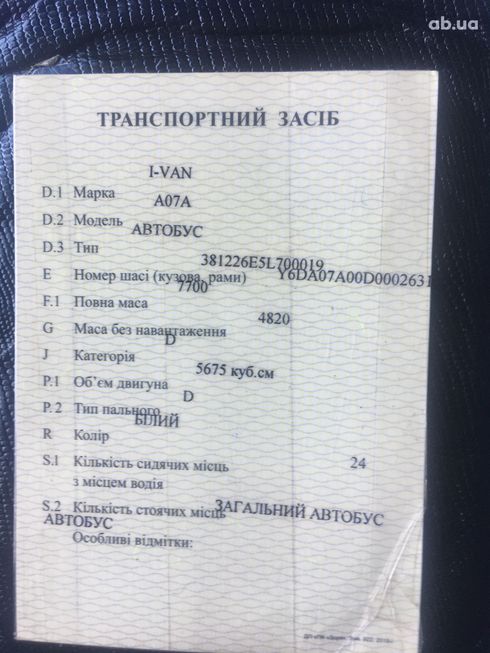 ab.ua
ТРАНСПОРТНИЙ ЗАСІБ
I-VAN
D.1 Марка A07A
D.2 Модель АВТОБУС
D.3 Тип 381226E5L700019
E Номер шасі (кузова, рами) Y6DA07A00D0002631
7700
F.1 Повна маса
4820
G Маса без навантаження
D
J Категорія
5675 куб.см
P.1 Об'єм двигуна
D
P.2 Тип пального
БІЛИЙ
R Колір
S.1 Кількість сидячих місць 24
з місцем водія
S.2 Кількість стоячих місць ЗАГАЛЬНИЙ АВТОБУС
АВТОБУС
Особливі відмітки: